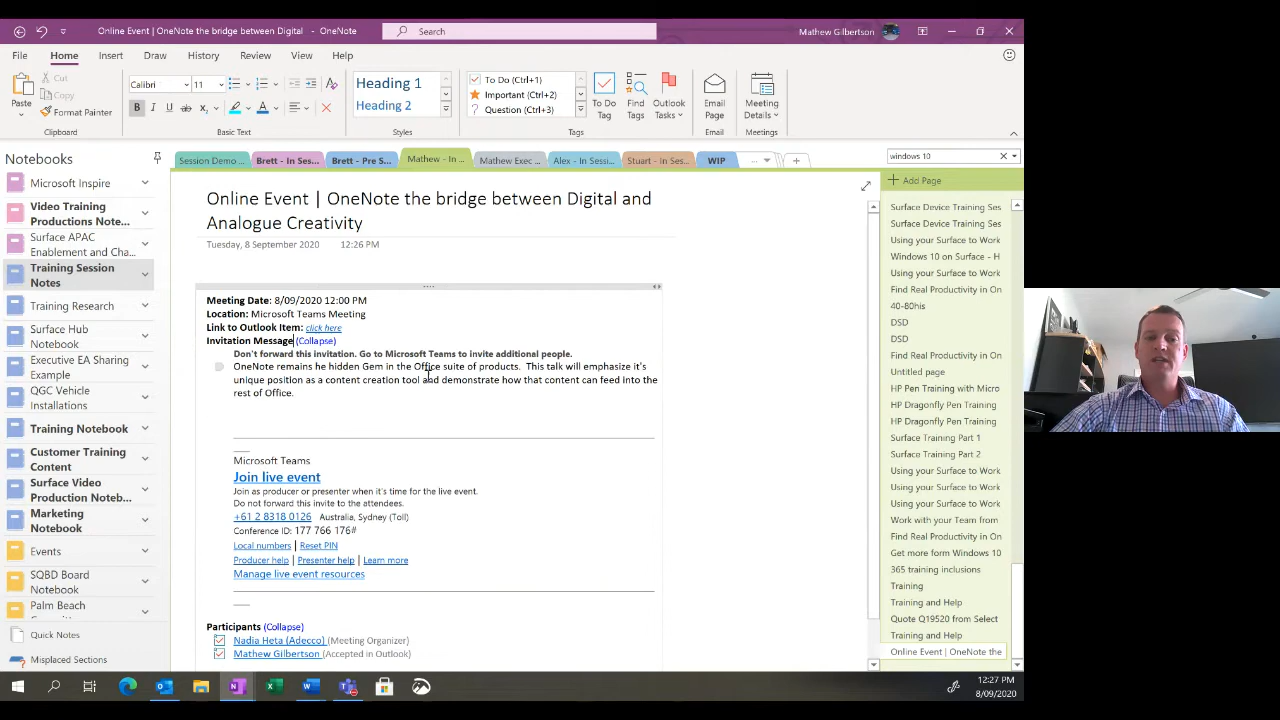 Online Event | OneNote the bridge between Digital - OneNote
Search
Mathew Gilbertson
File Home Insert Draw History Review View Help
Paste
Cut
Copy
Format Painter
Clipboard
Calibri 11
Basic Text
Heading 1
Heading 2
Styles
To Do (Ctrl+1)
Important (Ctrl+2)
Question (Ctrl+3)
To Do
Tag
Find
Tags
Outlook
Tasks
Tags
Email
Page
Email
Meeting
Details
Meetings
Notebooks
Microsoft Inspire
Video Training
Productions Note...
Surface APAC
Enablement and Cha...
Training Session
Notes
Training Research
Surface Hub
Notebook
Executive EA Sharing
Example
QGC Vehicle
Installations
Training Notebook
Customer Training
Content
Surface Video
Production Noteb...
Marketing
Notebook
Events
SQBD Board
Notebook
Palm Beach
Quick Notes
Misplaced Sections
Session Demo ...
Brett - In Ses...
Brett - Pre S...
Mathew - In ...
Mathew Exec ...
Alex - In Sessi...
Stuart - In Ses...
WIP
...
windows 10
Online Event | OneNote the bridge between Digital and
Analogue Creativity
Tuesday, 8 September 2020 12:26 PM
Meeting Date: 8/09/2020 12:00 PM
Location: Microsoft Teams Meeting
Link to Outlook Item: click here
Invitation Message (Collapse)
Don't forward this invitation. Go to Microsoft Teams to invite additional people.
OneNote remains he hidden Gem in the Office suite of products. This talk will emphasize it's
unique position as a content creation tool and demonstrate how that content can feed into the
rest of Office.
Microsoft Teams
Join live event
Join as producer or presenter when it's time for the live event.
Do not forward this invite to the attendees.
+61 2 8318 0126 Australia, Sydney (Toll)
Conference ID: 177 766 176#
Local numbers | Reset PIN
Producer help | Presenter help | Learn more
Manage live event resources
Participants (Collapse)
Nadia Heta (Adecco) (Meeting Organizer)
Mathew Gilbertson (Accepted in Outlook)
Add Page
Surface Device Training Ses
Surface Device Training Ses
Using your Surface to Work
Windows 10 on Surface - H
Using your Surface to Work
Find Real Productivity in On
40-80his
DSD
DSD
Find Real Productivity in On
Untitled page
HP Pen Training with Micro
HP Dragonfly Pen Training
HP Dragonfly Pen Training
Surface Training Part 1
Surface Training Part 2
Using your Surface to Work
Using your Surface to Work
Using your Surface to Work
Work with your Team from
Find Real Productivity in On
Get more form Windows 10
365 training inclusions
Training
Training and Help
Quote Q19520 from Select
Training and Help
Online Event | OneNote the
12:27 PM
8/09/2020